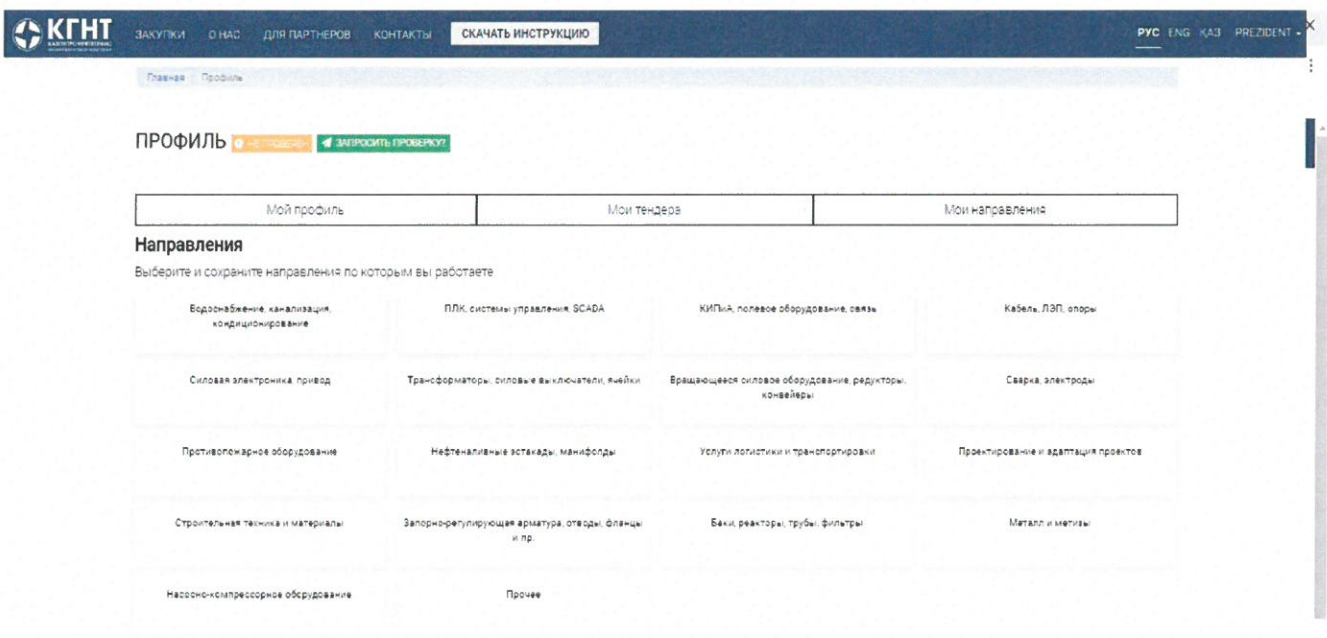 КГНТ
ЗАКУПКИ О НАС ДЛЯ ПАРТНЕРОВ КОНТАКТЫ СКАЧАТЬ ИНСТРУКЦИЮ РУС ENG ҚАЗ PREZIDENT
Главная Профиль
ПРОФИЛЬ НЕ ПРОВЕРЕН ЗАПРОСИТЬ ПРОВЕРКУ?
Мой профиль Мои тендера Мои направления
Направления
Выберите и сохраните направления по которым вы работаете
Водоснабжение, канализация,
кондиционирование
ПЛК, системы управления, SCADA
КИПиА, полевое оборудование, связь
Кабель, ЛЭП, опоры
Силовая электроника, привод
Трансформаторы, силовые выключатели, ячейки
Вращающееся силовое оборудование, редукторы,
конвейеры
Сварка, электроды
Противопожарное оборудование
Нефтеналивные эстакады, манифолды
Услуги логистики и транспортировки
Проектирование и адаптация проектов
Строительная техника и материалы
Запорно-регулирующая арматура, отводы, фланцы
и пр.
Баки, реакторы, трубы, фильтры
Металл и метизы
Насосно-компрессорное оборудование
Прочее